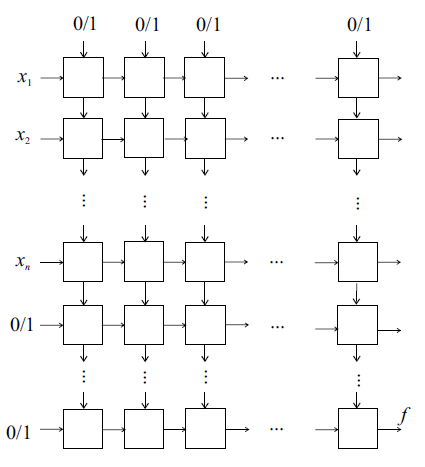 0/1 0/1 0/1 0/1
x₁ ...
x₂ ...
⋮ ⋮ ⋮ ⋮
xₙ ...
0/1 ...
⋮ ⋮ ⋮ ⋮
0/1 ... f